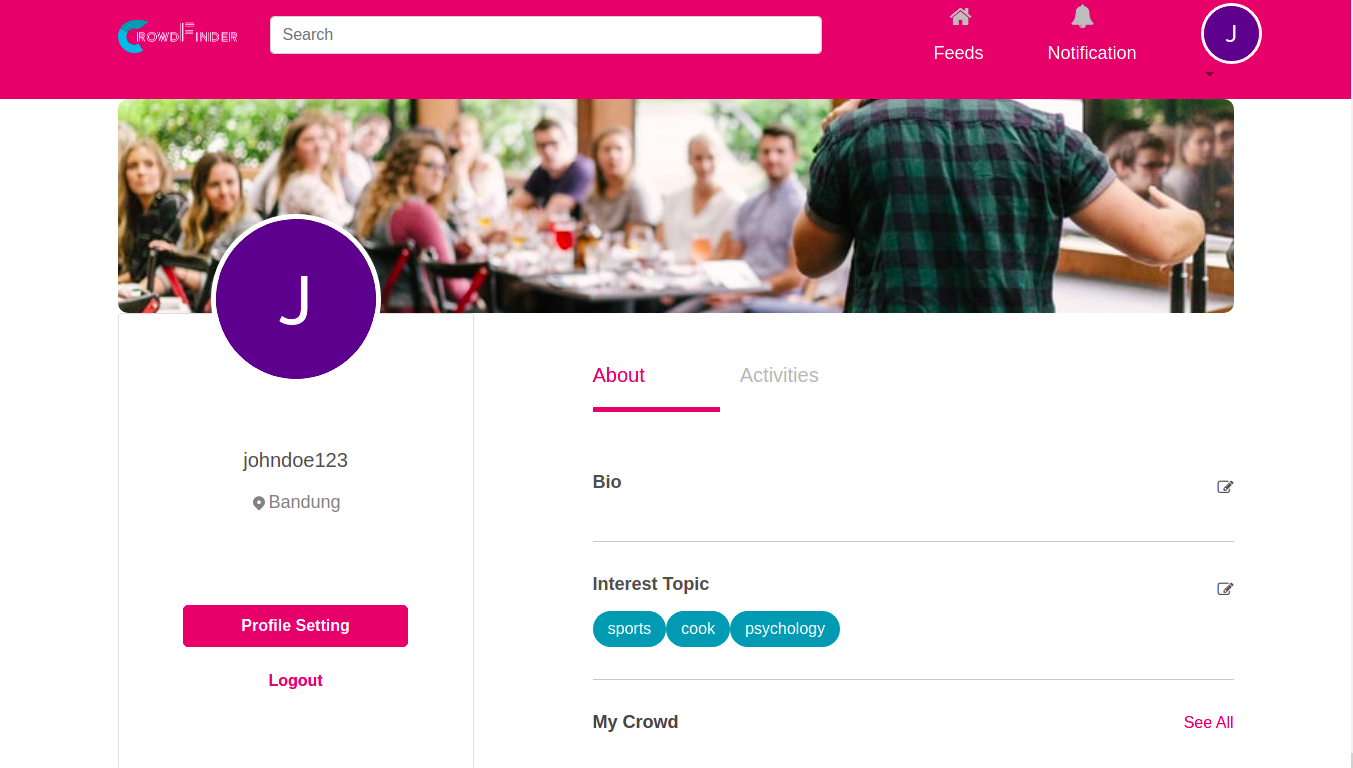 CrowdFinder
Search
Feeds
Notification
J
J
johndoe123
Bandung
Profile Setting
Logout
About
Activities
Bio
Interest Topic
sports cook psychology
My Crowd
See All